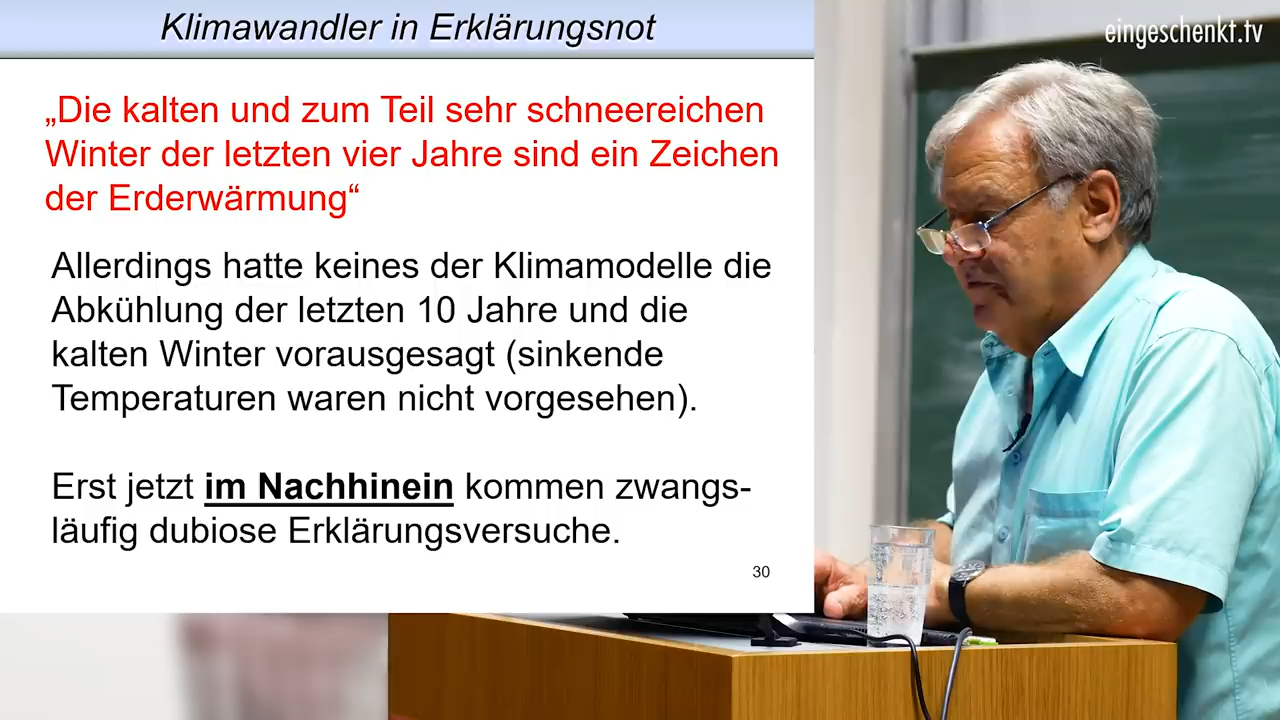 Klimawandler in Erklärungsnot
eingeschenkt.tv
„Die kalten und zum Teil sehr schneereichen
Winter der letzten vier Jahre sind ein Zeichen
der Erderwärmung“
Allerdings hatte keines der Klimamodelle die
Abkühlung der letzten 10 Jahre und die
kalten Winter vorausgesagt (sinkende
Temperaturen waren nicht vorgesehen).
Erst jetzt im Nachhinein kommen zwangs-
läufig dubiose Erklärungsversuche.
30